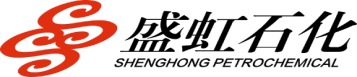 盛虹石化
SHENGHONG PETROCHEMICAL